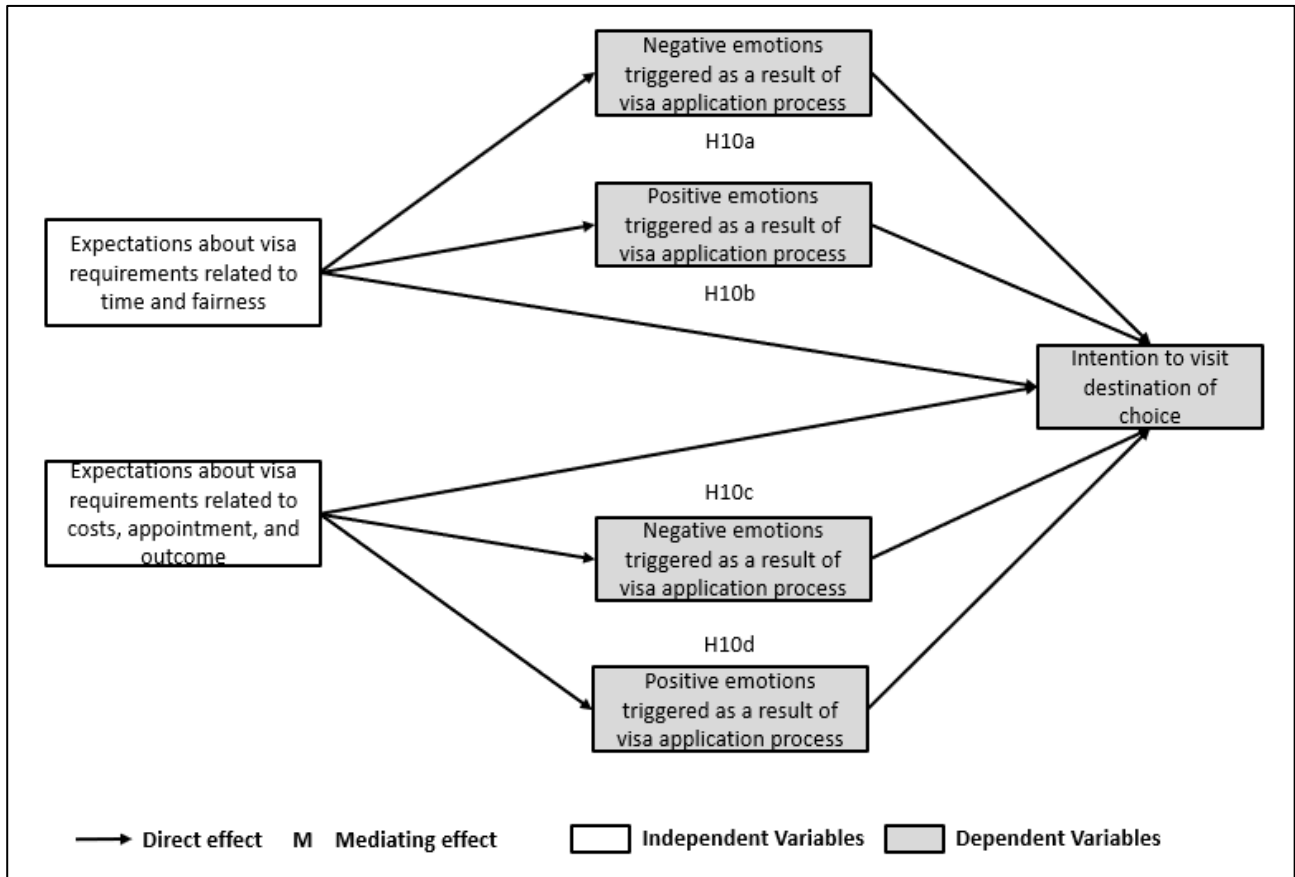 Negative emotions
triggered as a result of
visa application process
H10a
Positive emotions
triggered as a result of
visa application process
H10b
Expectations about visa
requirements related to
time and fairness
Intention to visit
destination of
choice
Expectations about visa
requirements related to
costs, appointment, and
outcome
H10c
Negative emotions
triggered as a result of
visa application process
H10d
Positive emotions
triggered as a result of
visa application process
Direct effect M Mediating effect Independent Variables Dependent Variables